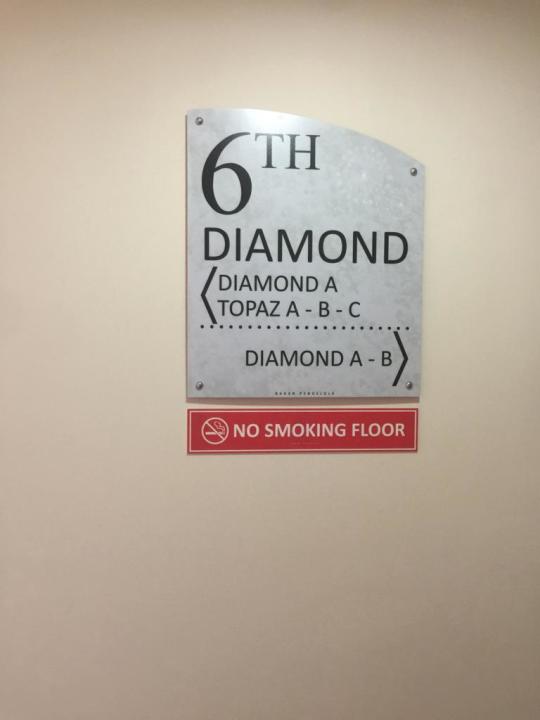 6TH
DIAMOND
DIAMOND A
TOPAZ A - B - C
DIAMOND A - B
NO SMOKING FLOOR